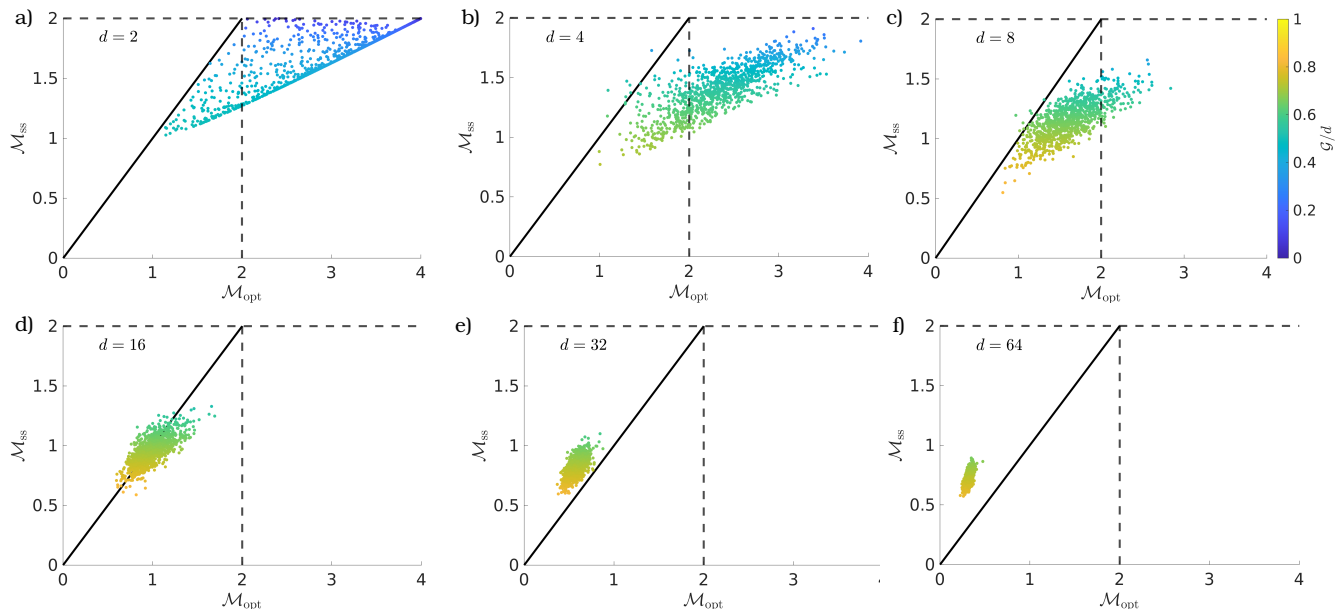 a)
d = 2
2
1.5
1
0.5
0
0 1 2 3 4
ℳss
ℳopt
b)
d = 4
2
1.5
1
0.5
0
0 1 2 3 4
ℳss
ℳopt
c)
d = 8
2
1.5
1
0.5
0
0 1 2 3 4
ℳss
ℳopt
1
0.8
0.6
0.4
0.2
0
𝒢/d
d)
d = 16
2
1.5
1
0.5
0
0 1 2 3 4
ℳss
ℳopt
e)
d = 32
2
1.5
1
0.5
0
0 1 2 3 4
ℳss
ℳopt
f)
d = 64
2
1.5
1
0.5
0
0 1 2 3 4
ℳss
ℳopt